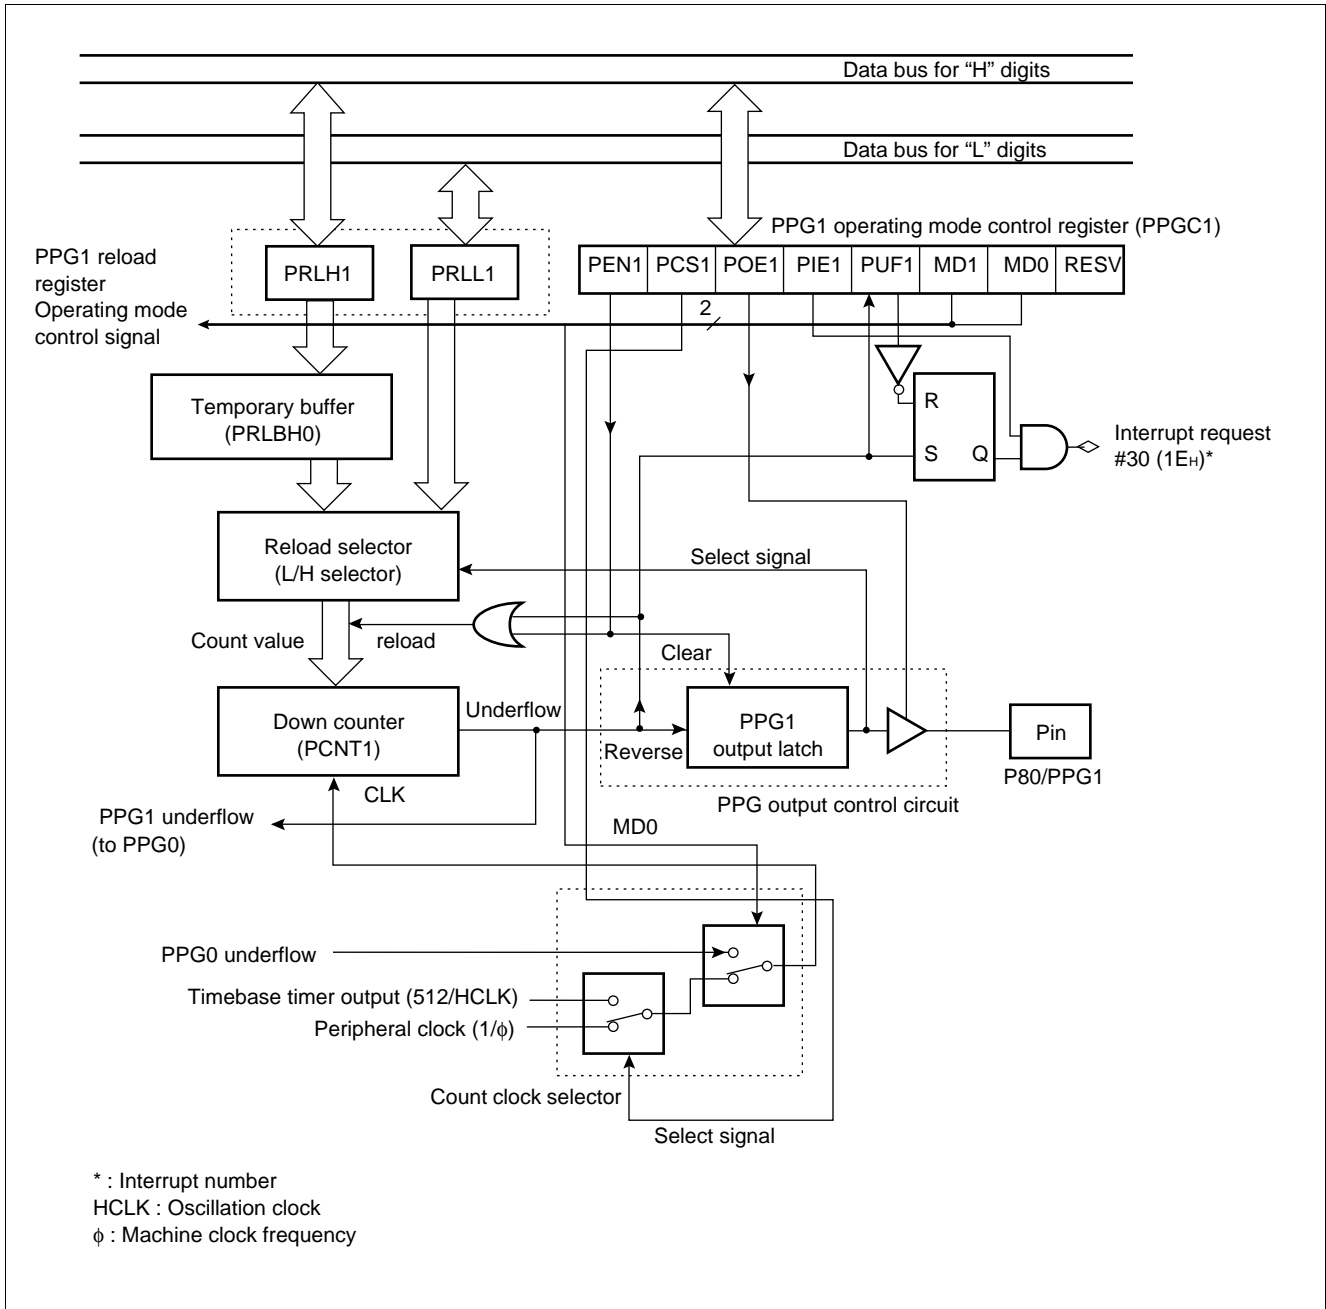 Data bus for “H” digits
Data bus for “L” digits
PPG1 operating mode control register (PPGC1)
PPG1 reload
register
Operating mode
control signal
PRLH1
PRLL1
PEN1 PCS1 POE1 PIE1 PUF1 MD1 MD0 RESV
2
Temporary buffer
(PRLBH0)
R
S
Q
Interrupt request
#30 (1EH)*
Reload selector
(L/H selector)
Select signal
Count value
reload
Clear
Down counter
(PCNT1)
Underflow
Reverse
PPG1
output latch
Pin
P80/PPG1
CLK
PPG output control circuit
PPG1 underflow
(to PPG0)
MD0
PPG0 underflow
Timebase timer output (512/HCLK)
Peripheral clock (1/ϕ)
Count clock selector
Select signal
* : Interrupt number
HCLK : Oscillation clock
ϕ : Machine clock frequency